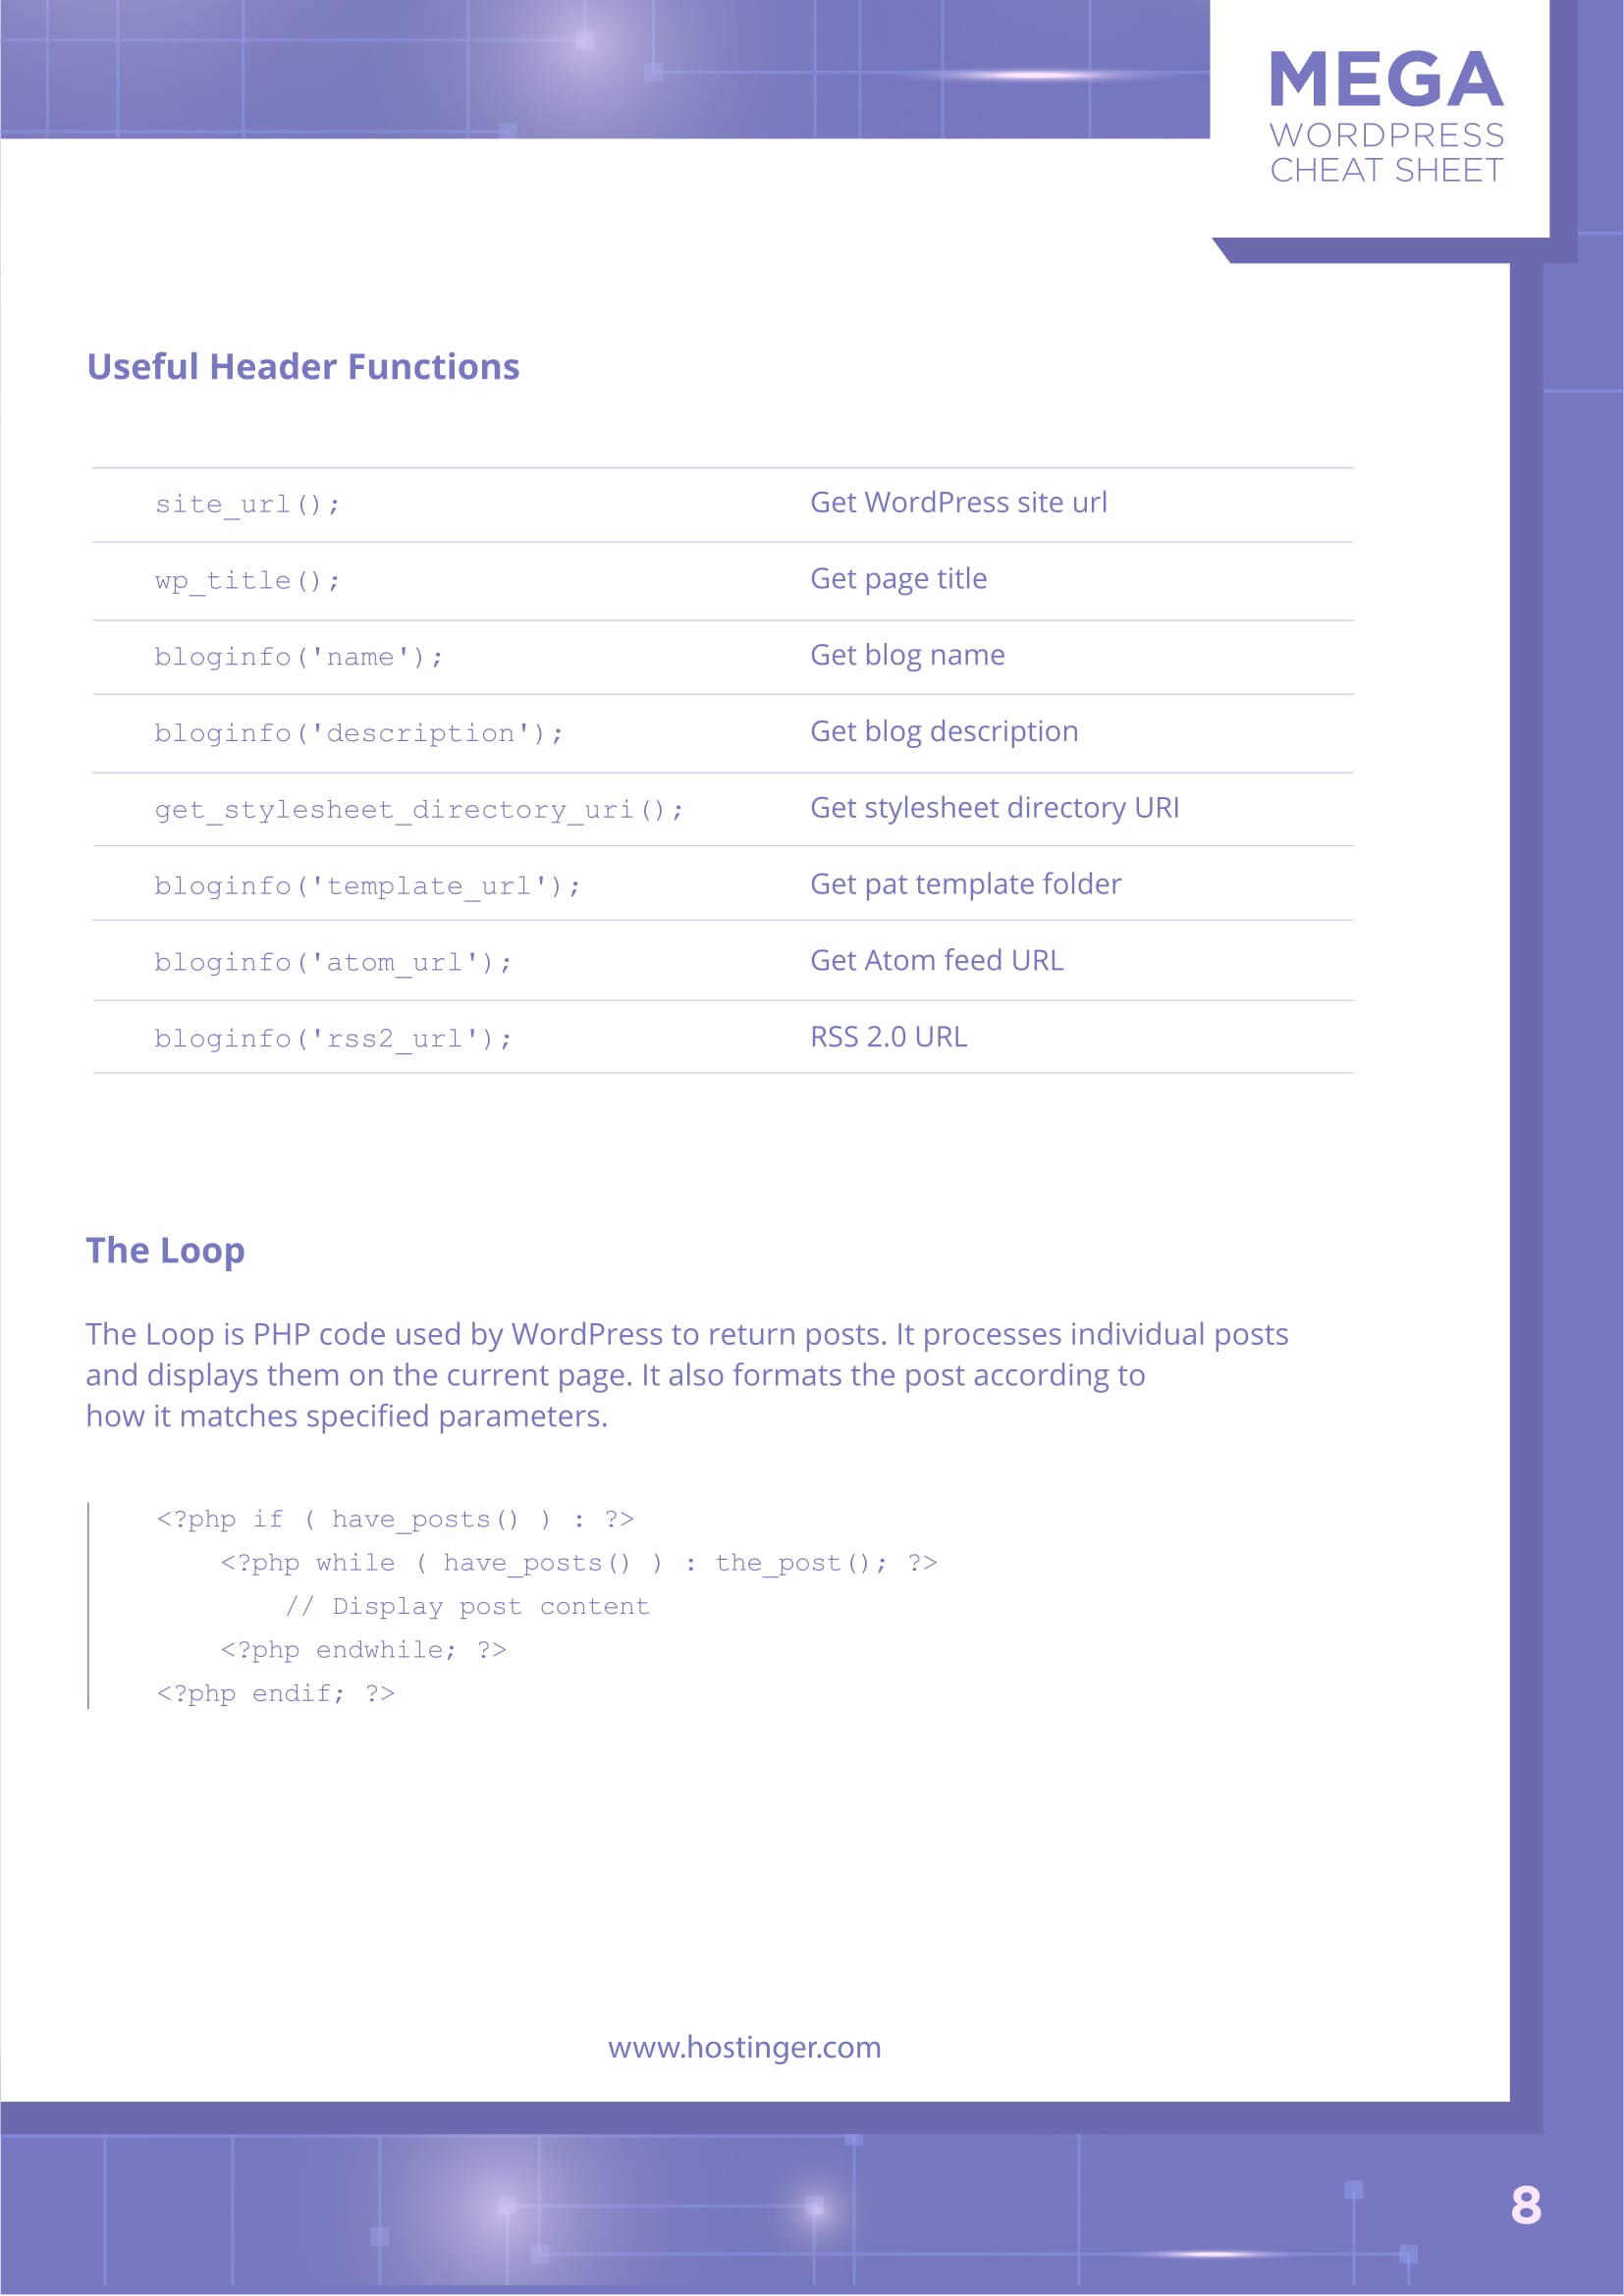 MEGA
WORDPRESS
CHEAT SHEET
Useful Header Functions
site_url(); Get WordPress site url
wp_title(); Get page title
bloginfo('name'); Get blog name
bloginfo('description'); Get blog description
get_stylesheet_directory_uri(); Get stylesheet directory URI
bloginfo('template_url'); Get pat template folder
bloginfo('atom_url'); Get Atom feed URL
bloginfo('rss2_url'); RSS 2.0 URL
The Loop
The Loop is PHP code used by WordPress to return posts. It processes individual posts
and displays them on the current page. It also formats the post according to
how it matches specified parameters.
<?php if ( have_posts() ) : ?>
<?php while ( have_posts() ) : the_post(); ?>
// Display post content
<?php endwhile; ?>
<?php endif; ?>
www.hostinger.com
8